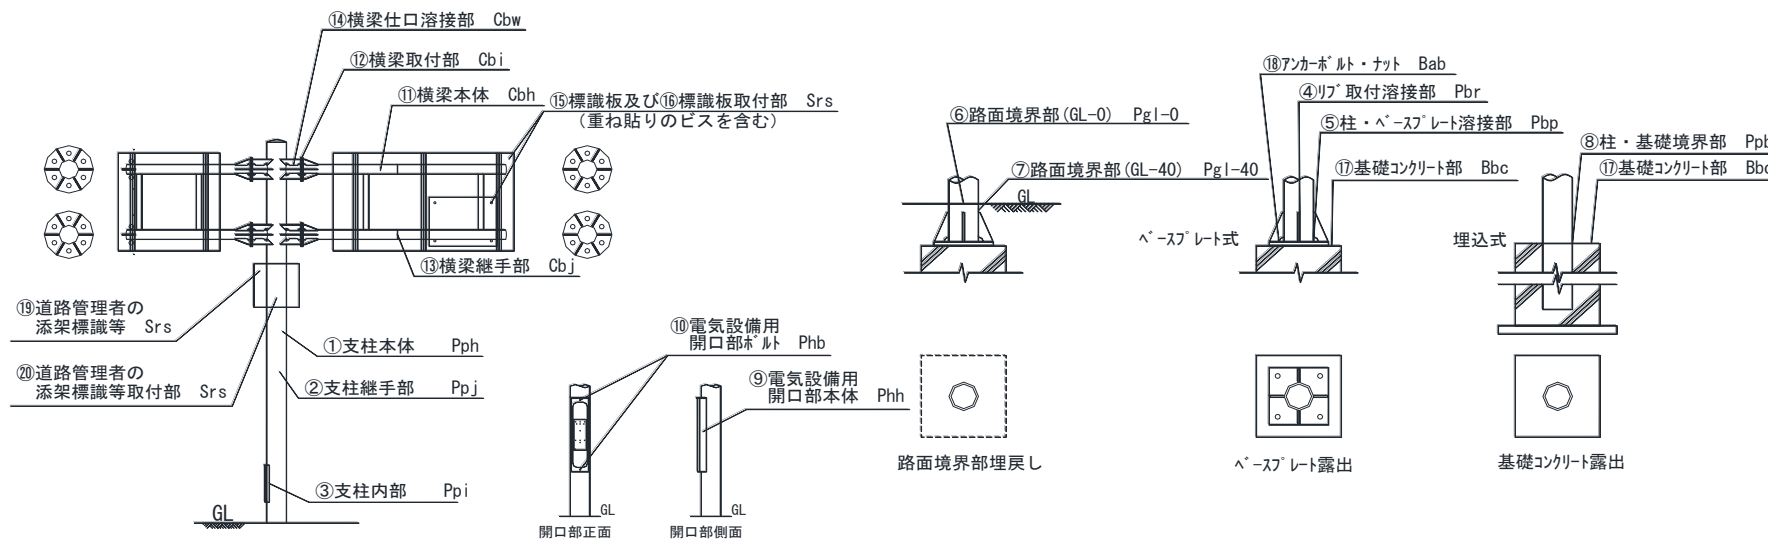 ⑭横梁仕口溶接部 Cbw
⑫横梁取付部 Cbi
⑪横梁本体 Cbh
⑮標識板及び⑯標識板取付部 Srs
(重ね貼りのビスを含む)
⑬横梁継手部 Cbj
⑲道路管理者の
添架標識等 Srs
⑳道路管理者の
添架標識等取付部 Srs
①支柱本体 Pph
②支柱継手部 Ppj
③支柱内部 Ppi
GL
⑩電気設備用
開口部ボルト Phb
⑨電気設備用
開口部本体 Phh
GL
開口部正面
GL
開口部側面
⑥路面境界部(GL-0) Pgl-0
⑦路面境界部(GL-40) Pgl-40
GL
路面境界部埋戻し
⑱アンカーボルト・ナット Bab
④リブ取付溶接部 Pbr
⑤柱・ベースプレート溶接部 Pbp
⑰基礎コンクリート部 Bbc
ベースプレート式
ベースプレート露出
⑧柱・基礎境界部 Ppb
⑰基礎コンクリート部 Bbc
埋込式
基礎コンクリート露出